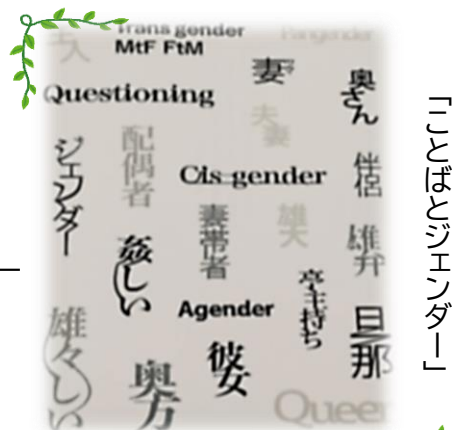 「ことばとジェンダー」
主人
Trans gender
MtF FtM
Pangender
妻
奥さん
Questioning
夫妻
ジェンダー
配偶者
Cis gender
伴侶
妻帯者
雄大
雄弁
姦しい
亭主持ち
Agender
旦那
雄々しい
彼女
奥方
Queer